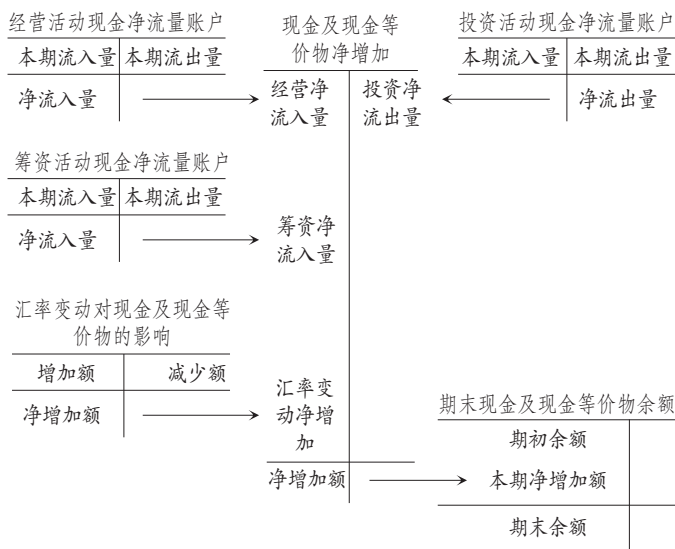 经营活动现金净流量账户
本期流入量 本期流出量
净流入量
现金及现金等
价物净增加
经营净
流入量
投资净
流出量
投资活动现金净流量账户
本期流入量 本期流出量
净流出量
筹资活动现金净流量账户
本期流入量 本期流出量
净流入量
筹资净
流入量
汇率变动对现金及现金等
价物的影响
增加额 减少额
净增加额
汇率变
动净增
加
净增加额
期末现金及现金等价物余额
期初余额
本期净增加额
期末余额